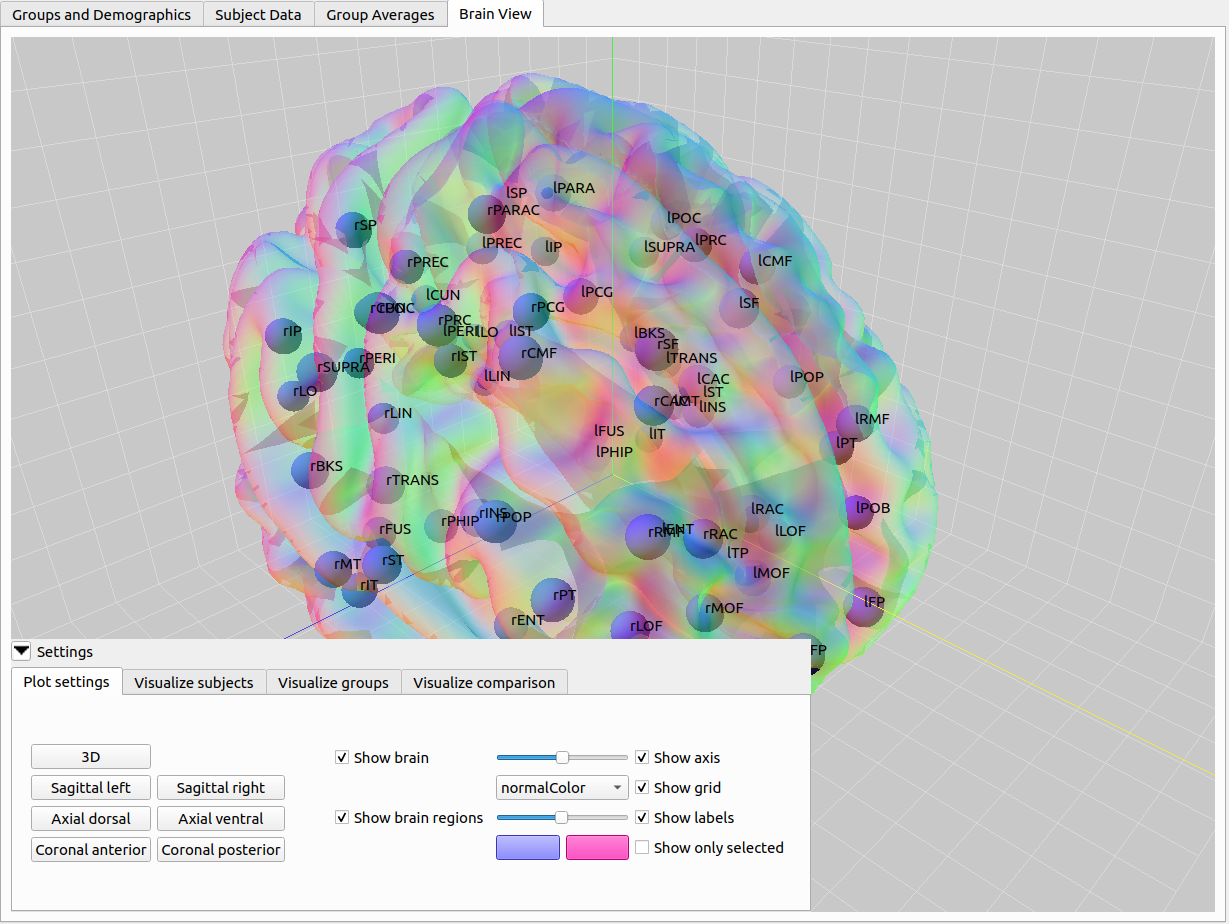 Groups and Demographics Subject Data Group Averages Brain View
lSP lPARA
rPARAC
rSP lPOC
lPREC lIP lSUPRA lPRC
rPREC lCMF
lCUN lPCG
rPCG lSF
rPRC
rIP lPERI lLO lIST lBKS
rSF
rPERI rIST rCMF lTRANS
rSUPRA lLIN lCAC lPOP
rLO lST
lINS
rLIN lRMF
lFUS lIT lPT
lPHIP
rBKS
rTRANS
lRAC lPOB
rFUS rPHIP rINS rPOP
lENT rRAC lLOF
lTP
rMT rST lMOF
rIT
rPT lFP
rENT rLOF rMOF
FP
Settings
Plot settings Visualize subjects Visualize groups Visualize comparison
3D Show brain Show axis
Sagittal left Sagittal right normalColor Show grid
Axial dorsal Axial ventral Show brain regions Show labels
Coronal anterior Coronal posterior Show only selected